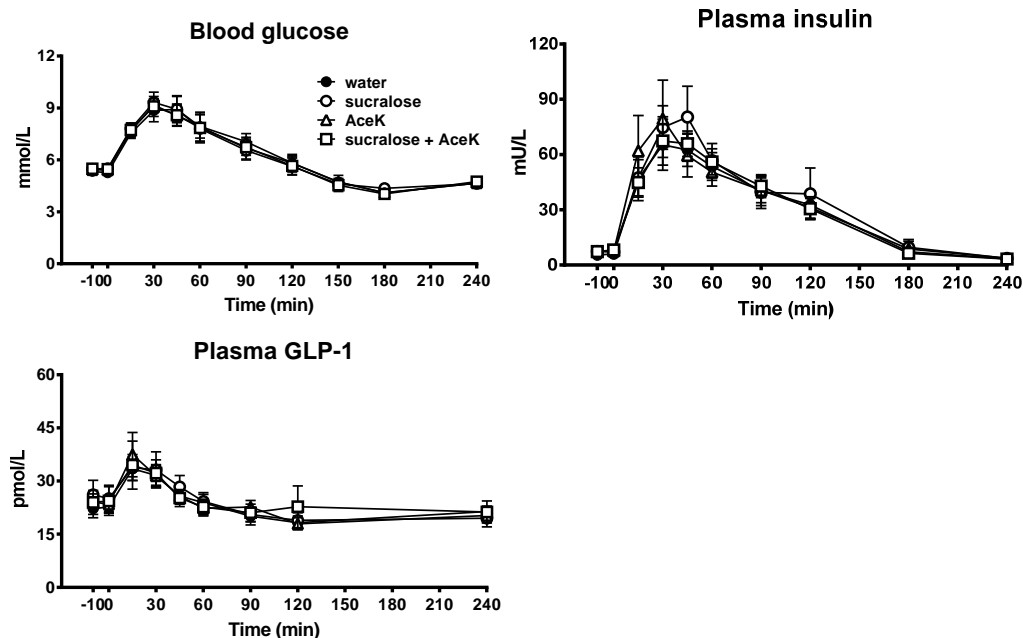 Blood glucose
12
9
6
3
0
mmol/L
water
sucralose
AceK
sucralose + AceK
-100 30 60 90 120 150 180 210 240
Time (min)
Plasma insulin
120
90
60
30
0
mU/L
-100 30 60 90 120 150 180 210 240
Time (min)
Plasma GLP-1
60
45
30
15
0
pmol/L
-100 30 60 90 120 150 180 210 240
Time (min)